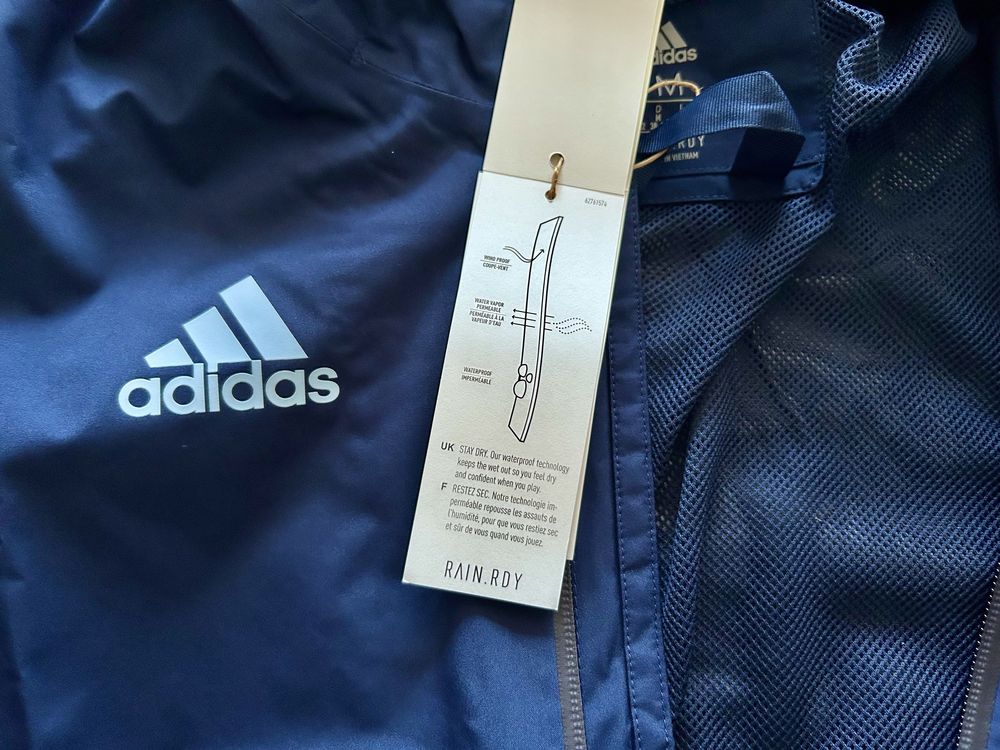 adidas
M
VIETNAM
adidas
62761574
WIND PROOF
COUPE-VENT
WATER VAPOR
PERMEABLE
PERMÉABLE À LA
VAPEUR D'EAU
WATERPROOF
IMPERMÉABLE
UK STAY DRY. Our waterproof technology
keeps the wet out so you feel dry
and confident when you play.
F RESTEZ SEC. Notre technologie im-
perméable repousse les assauts de
l'humidité, pour que vous restiez sec
et sûr de vous quand vous jouez.
RAIN.RDY